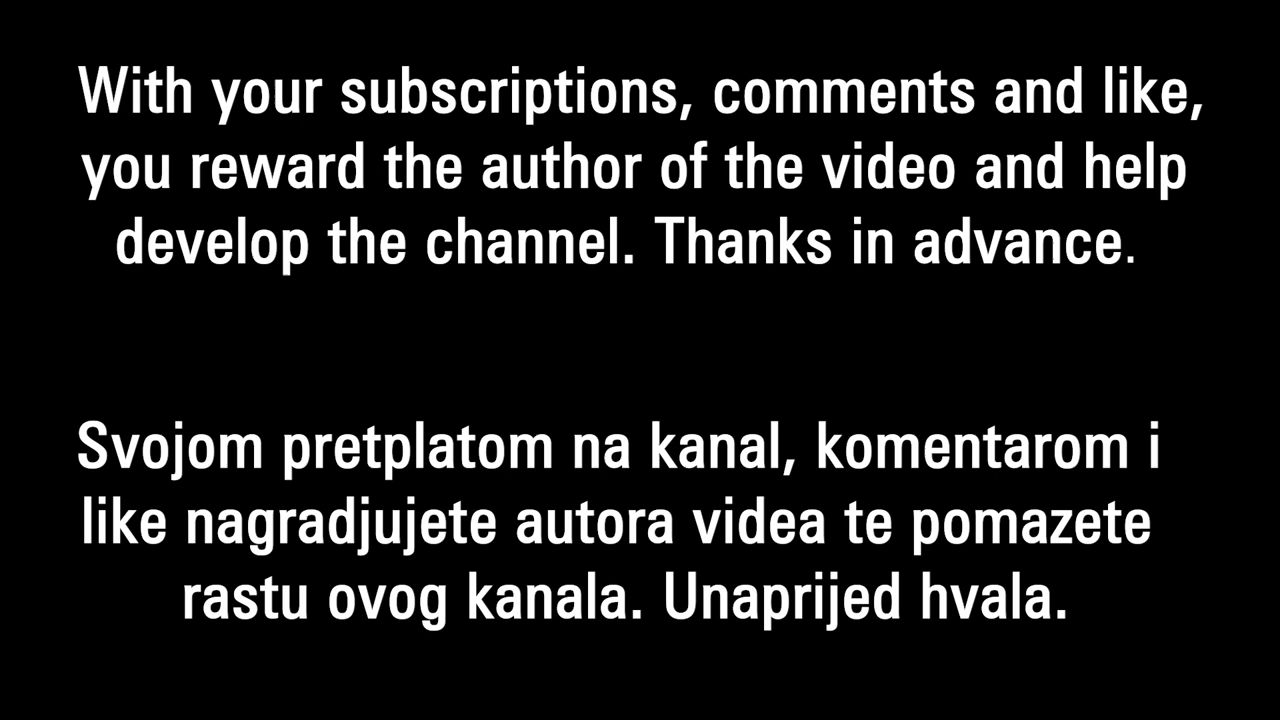 With your subscriptions, comments and like,
you reward the author of the video and help
develop the channel. Thanks in advance.
Svojom pretplatom na kanal, komentarom i
like nagradjujete autora videa te pomazete
rastu ovog kanala. Unaprijed hvala.